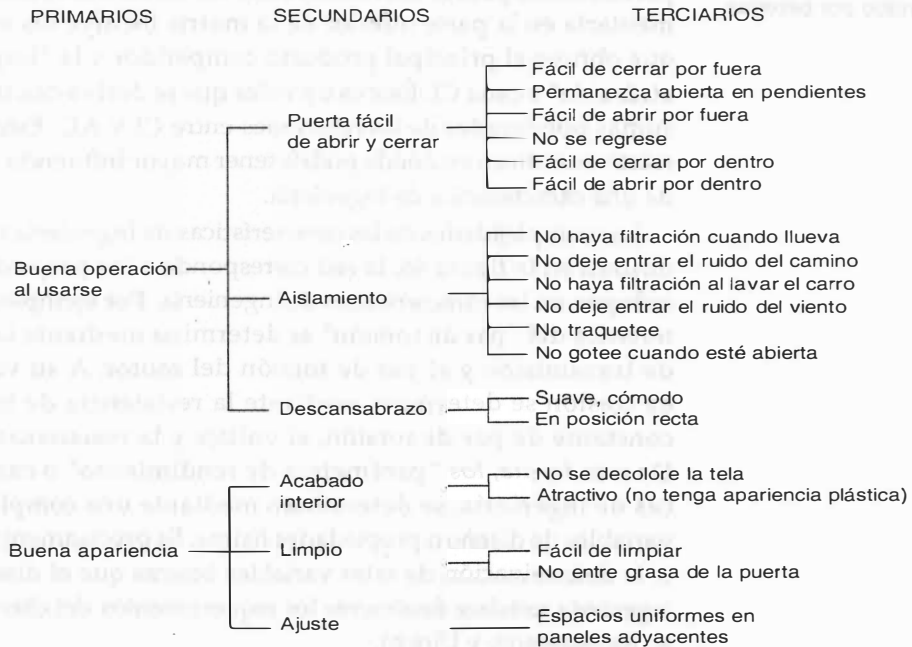 PRIMARIOS SECUNDARIOS TERCIARIOS
Buena operación
al usarse
Puerta fácil
de abrir y cerrar
Fácil de cerrar por fuera
Permanezca abierta en pendientes
Fácil de abrir por fuera
No se regrese
Fácil de cerrar por dentro
Fácil de abrir por dentro
Aislamiento
No haya filtración cuando llueva
No deje entrar el ruido del camino
No haya filtración al lavar el carro
No deje entrar el ruido del viento
No traquetee
No gotee cuando esté abierta
Descansabrazo
Suave, cómodo
En posición recta
Buena apariencia
Acabado
interior
No se decolore la tela
Atractivo (no tenga apariencia plástica)
Limpio
Fácil de limpiar
No entre grasa de la puerta
Ajuste
Espacios uniformes en
paneles adyacentes